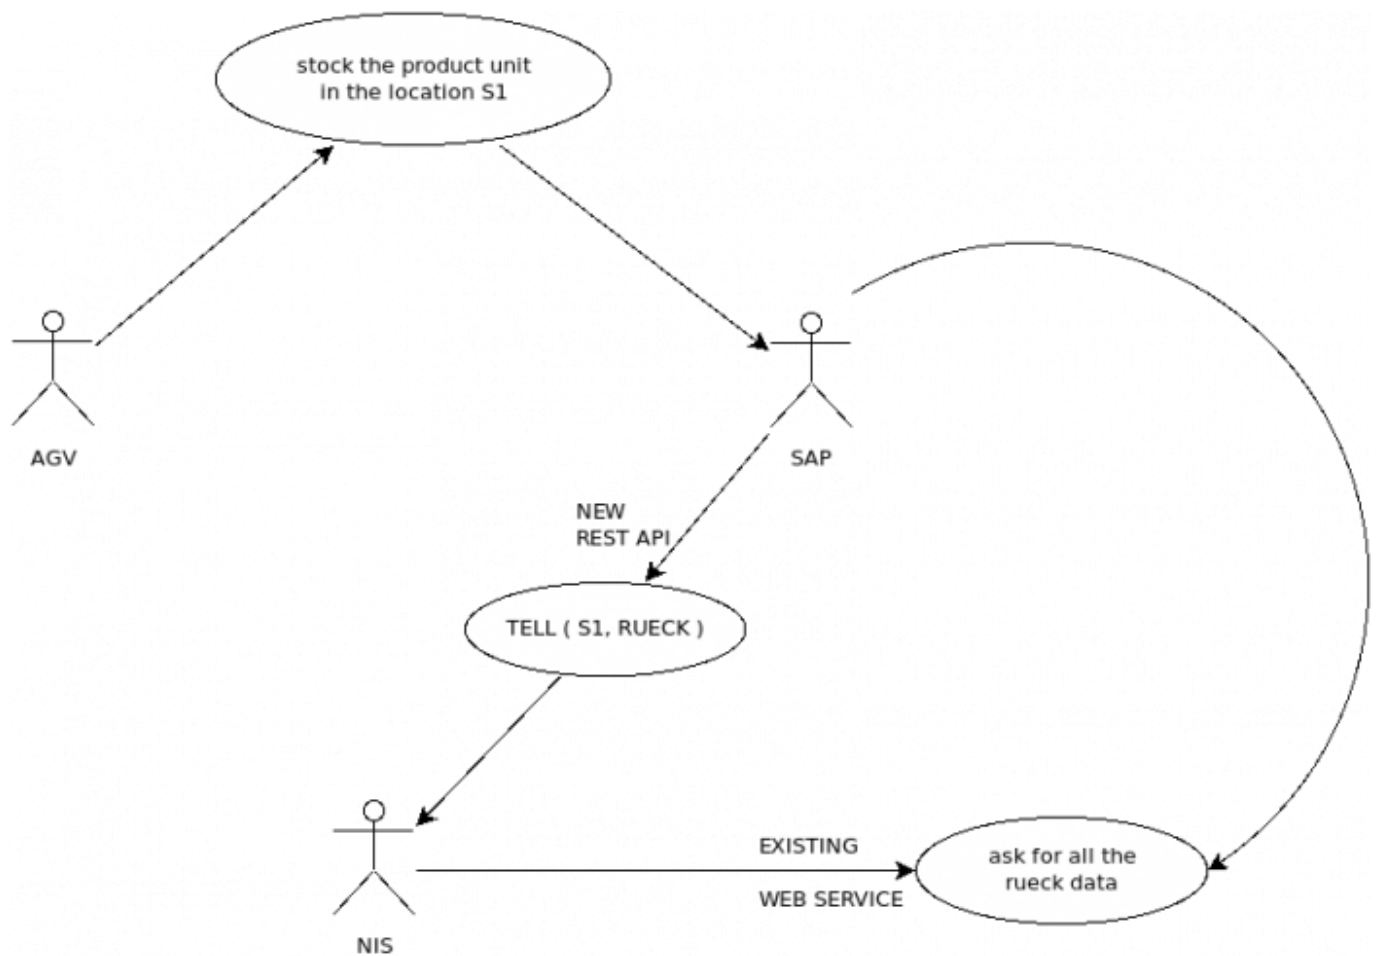 stock the product unit
in the location S1
AGV
SAP
NEW
REST API
TELL ( S1, RUECK )
EXISTING
WEB SERVICE
ask for all the
rueck data
NIS